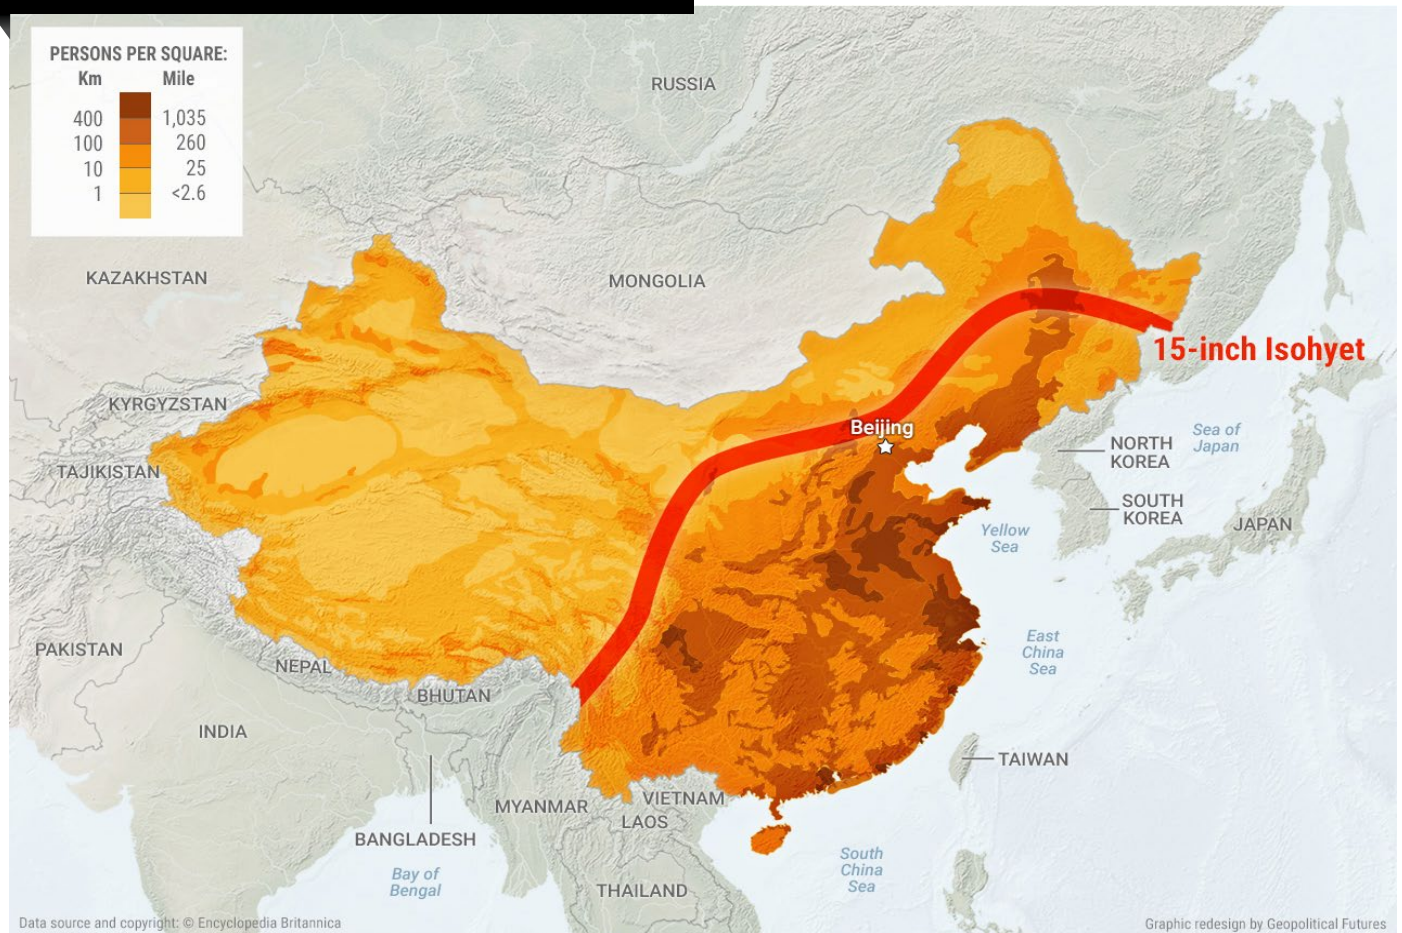 PERSONS PER SQUARE:
Km Mile
400 1,035
100 260
10 25
1 <2.6
RUSSIA
KAZAKHSTAN
MONGOLIA
15-inch Isohyet
KYRGYZSTAN
Beijing
Sea of
Japan
NORTH
KOREA
TAJIKISTAN
SOUTH
KOREA
JAPAN
Yellow
Sea
PAKISTAN
NEPAL
East
China
Sea
BHUTAN
INDIA
TAIWAN
MYANMAR
VIETNAM
LAOS
BANGLADESH
Bay of
Bengal
South
China
Sea
THAILAND
Data source and copyright: © Encyclopedia Britannica
Graphic redesign by Geopolitical Futures